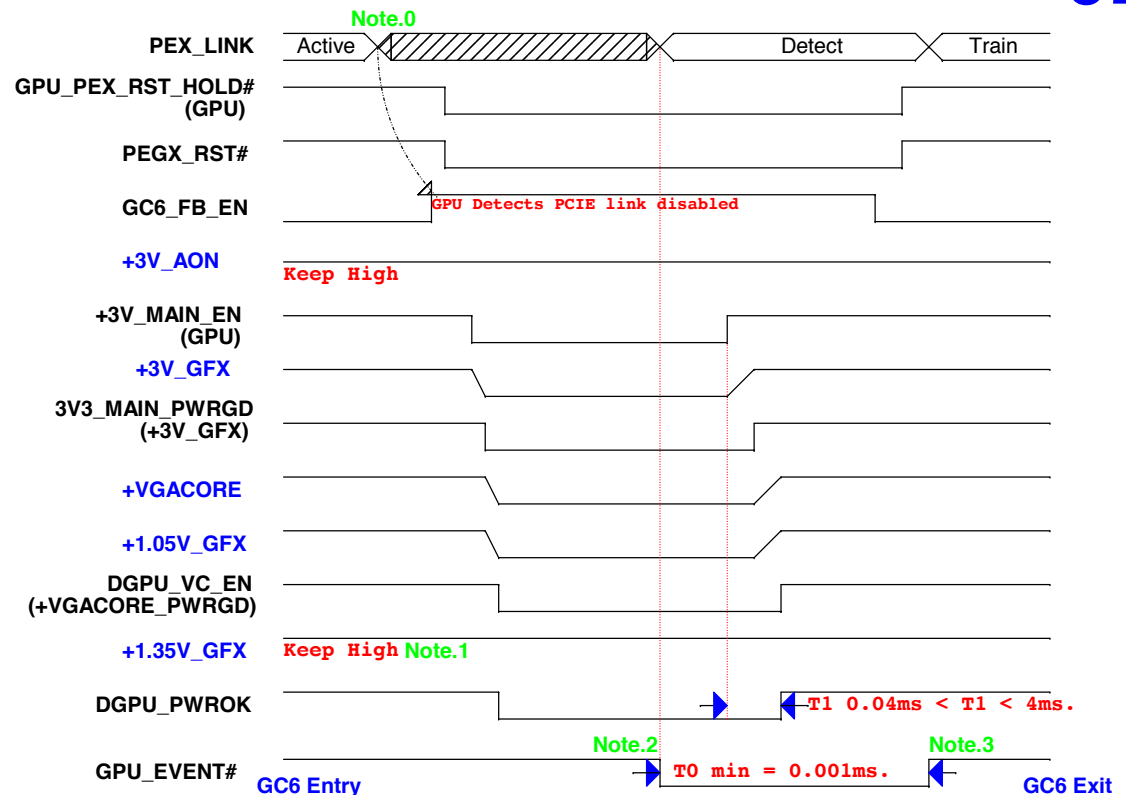 Note.0
PEX_LINK Active Detect Train
GPU_PEX_RST_HOLD#
(GPU)
PEGX_RST#
GC6_FB_EN
GPU Detects PCIE link disabled
+3V_AON
Keep High
+3V_MAIN_EN
(GPU)
+3V_GFX
3V3_MAIN_PWRGD
(+3V_GFX)
+VGACORE
+1.05V_GFX
DGPU_VC_EN
(+VGACORE_PWRGD)
+1.35V_GFX Keep High Note.1
DGPU_PWROK T1 0.04ms < T1 < 4ms.
Note.2 Note.3
GPU_EVENT# T0 min = 0.001ms.
GC6 Entry GC6 Exit